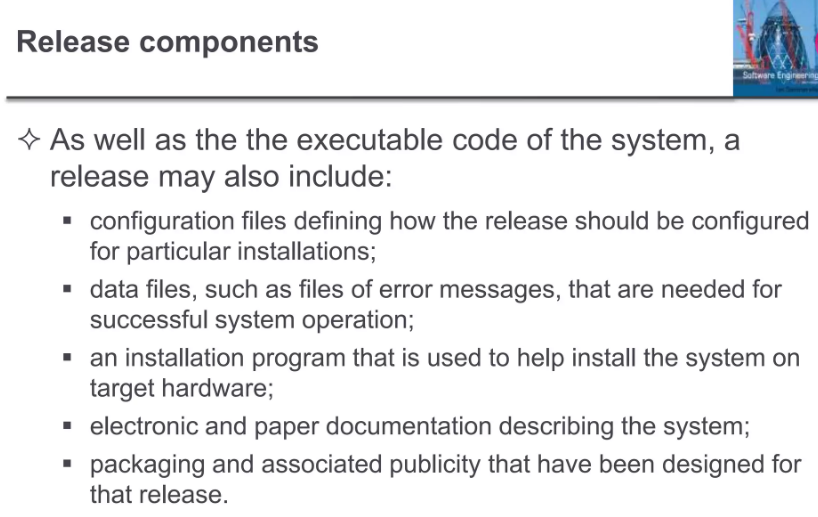 Release components
Software Engineering
Ian Sommerville
✧ As well as the the executable code of the system, a
release may also include:
▪ configuration files defining how the release should be configured
for particular installations;
▪ data files, such as files of error messages, that are needed for
successful system operation;
▪ an installation program that is used to help install the system on
target hardware;
▪ electronic and paper documentation describing the system;
▪ packaging and associated publicity that have been designed for
that release.